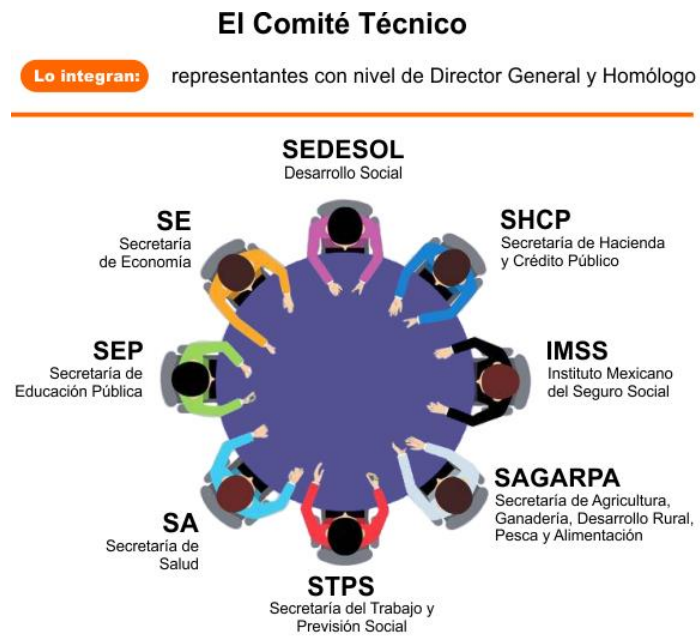 El Comité Técnico
Lo integran:
representantes con nivel de Director General y Homólogo
SEDESOL
Desarrollo Social
SE
Secretaría
de Economía
SHCP
Secretaría de Hacienda
y Crédito Público
SEP
Secretaría de
Educación Pública
IMSS
Instituto Mexicano
del Seguro Social
SA
Secretaría de
Salud
SAGARPA
Secretaría de Agricultura,
Ganadería, Desarrollo Rural,
Pesca y Alimentación
STPS
Secretaría del Trabajo y
Previsión Social